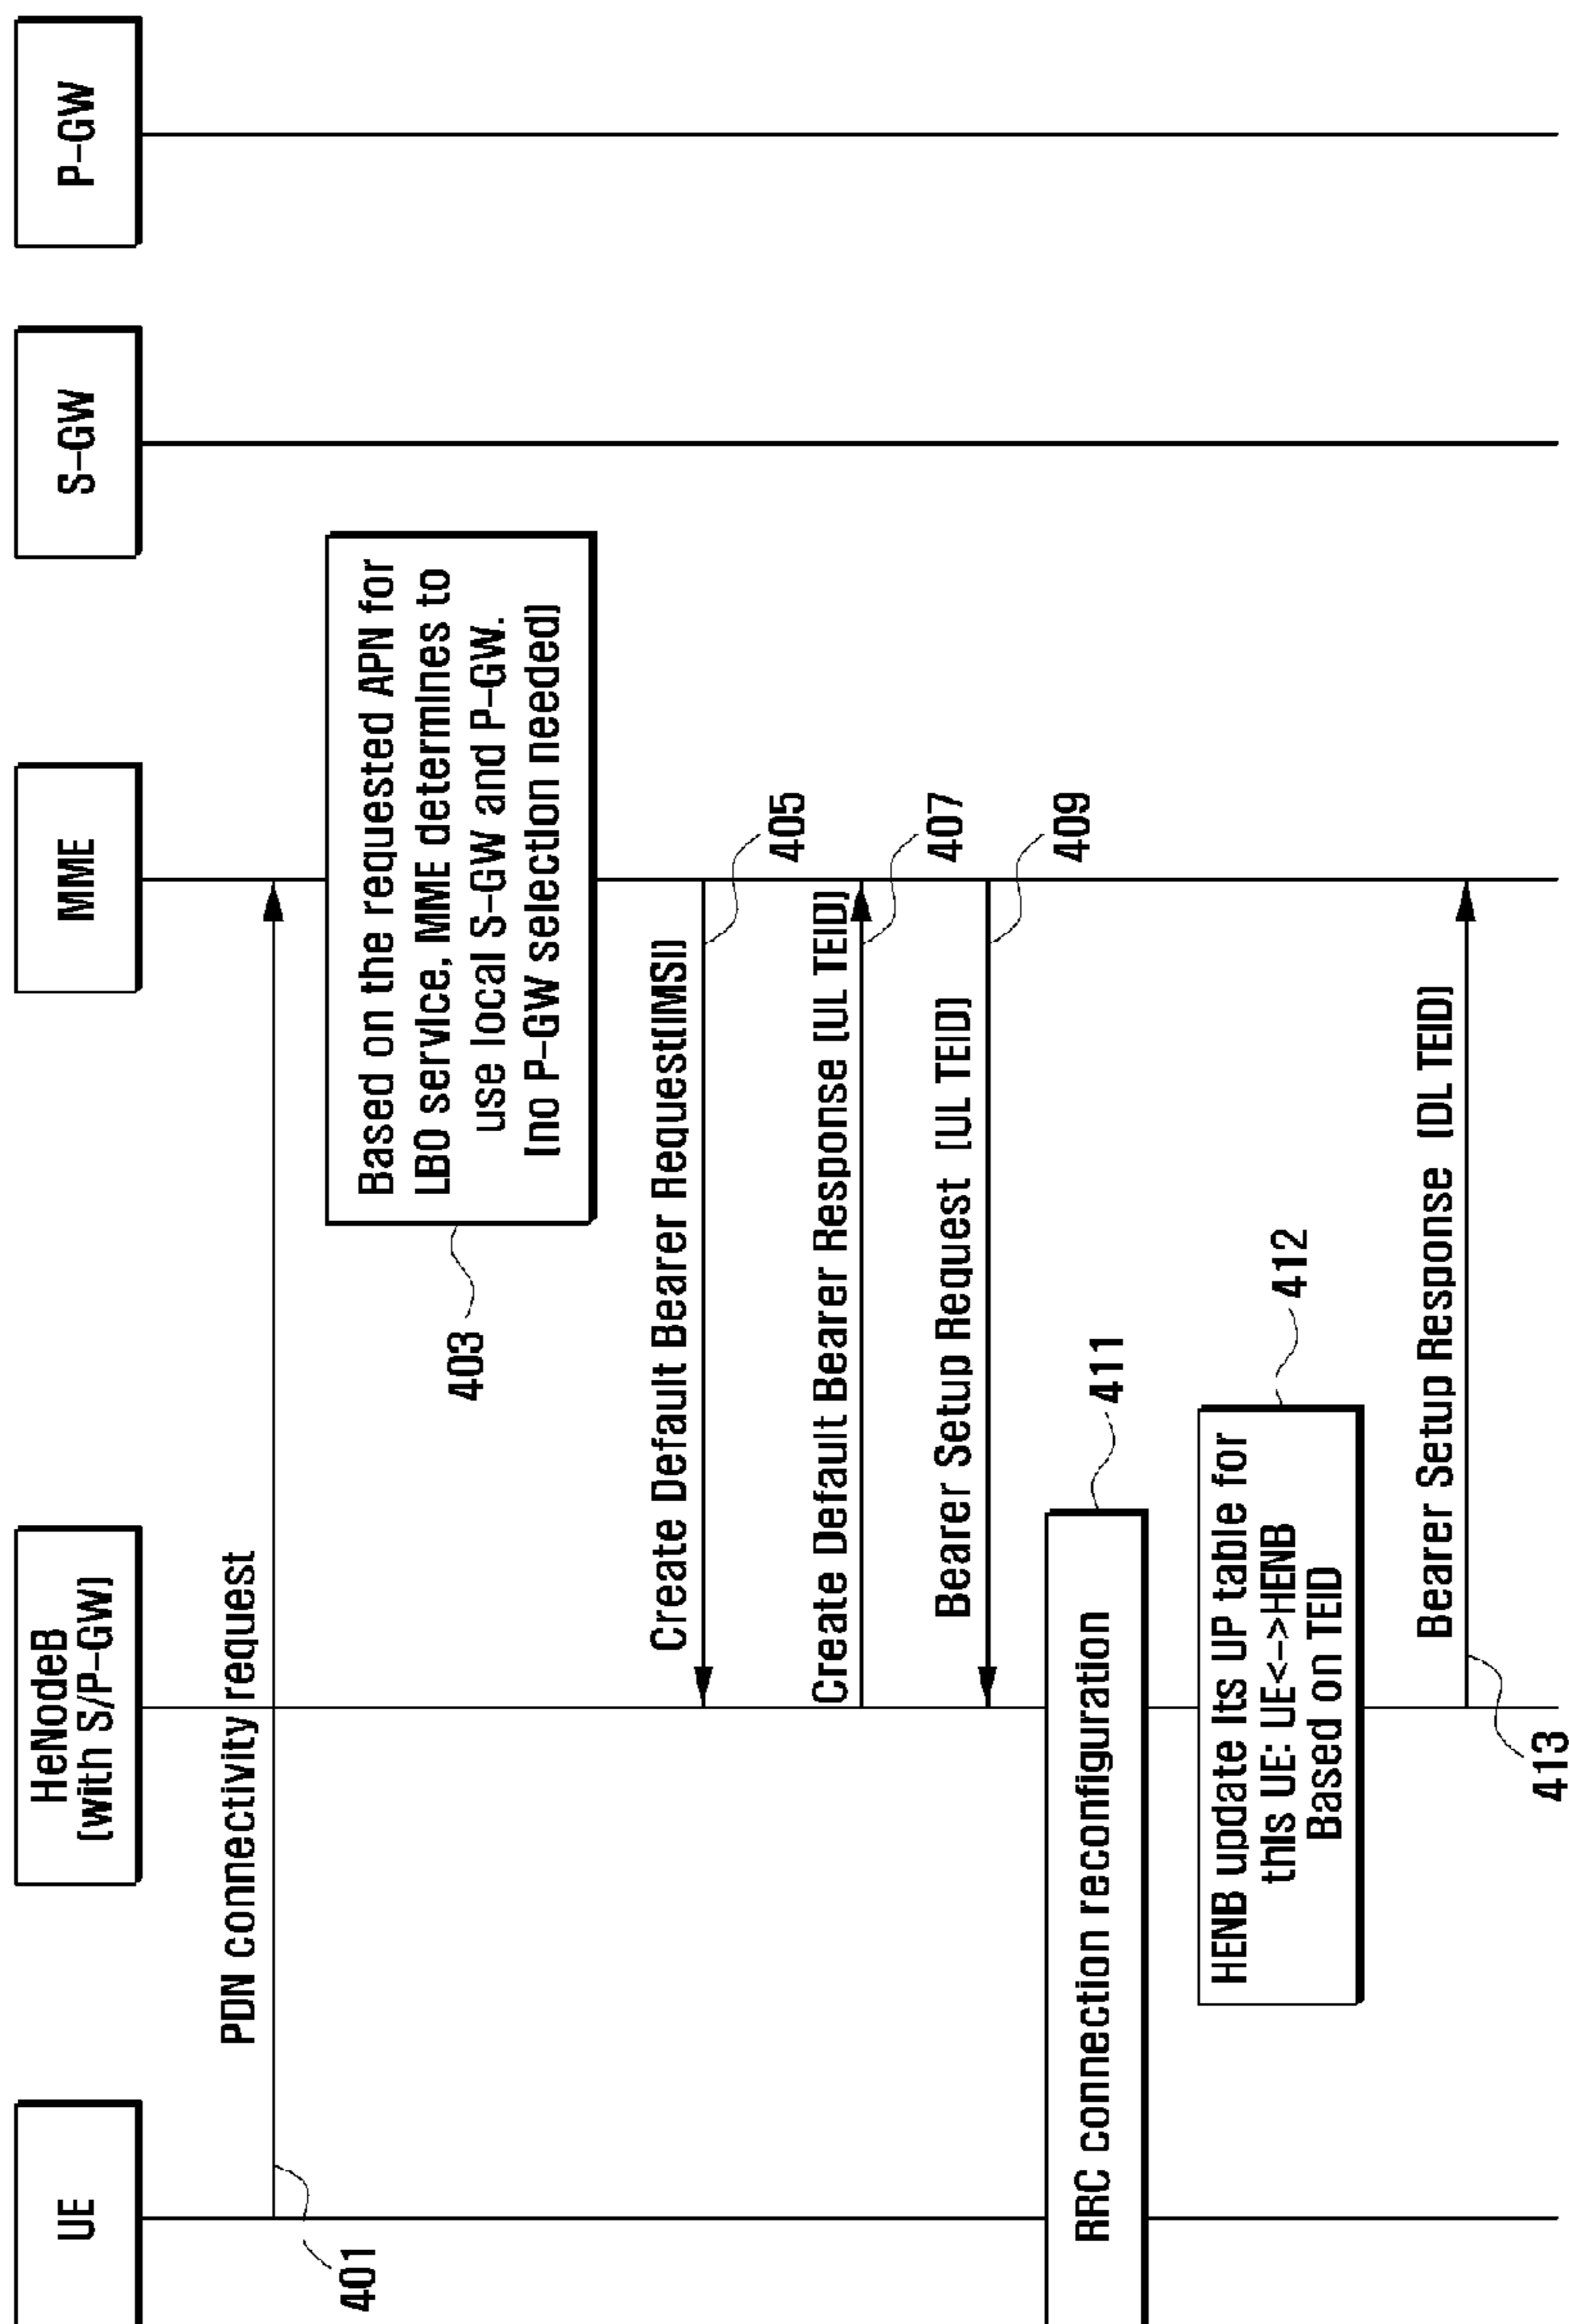 UE
HeNodeB
(with S/P-GW)
MME
S-GW
P-GW
PDN connectivity request
401
Based on the requested APN for
LBO service, MME determines to
use local S-GW and P-GW.
(no P-GW selection needed)
403
Create Default Bearer Request(IMSI)
405
Create Default Bearer Response (UL TEID)
407
Bearer Setup Request (UL TEID)
409
RRC connection reconfiguration
411
HENB update its UP table for
this UE: UE<->HENB
Based on TEID
412
Bearer Setup Response (DL TEID)
413